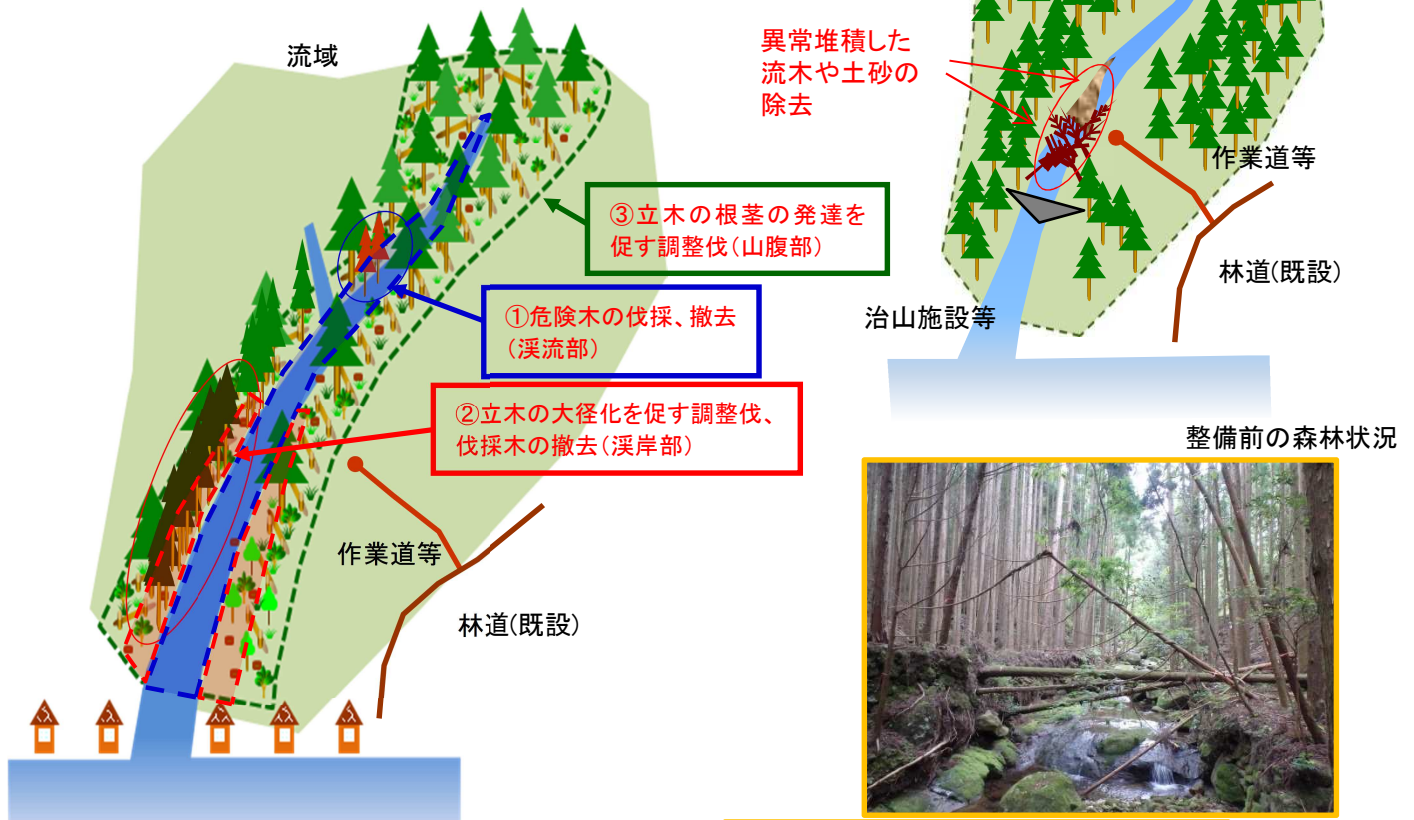 流域
③立木の根茎の発達を
促す調整伐(山腹部)
①危険木の伐採、撤去
(渓流部)
②立木の大径化を促す調整伐、
伐採木の撤去(渓岸部)
作業道等
林道(既設)
異常堆積した
流木や土砂の
除去
作業道等
林道(既設)
治山施設等
整備前の森林状況